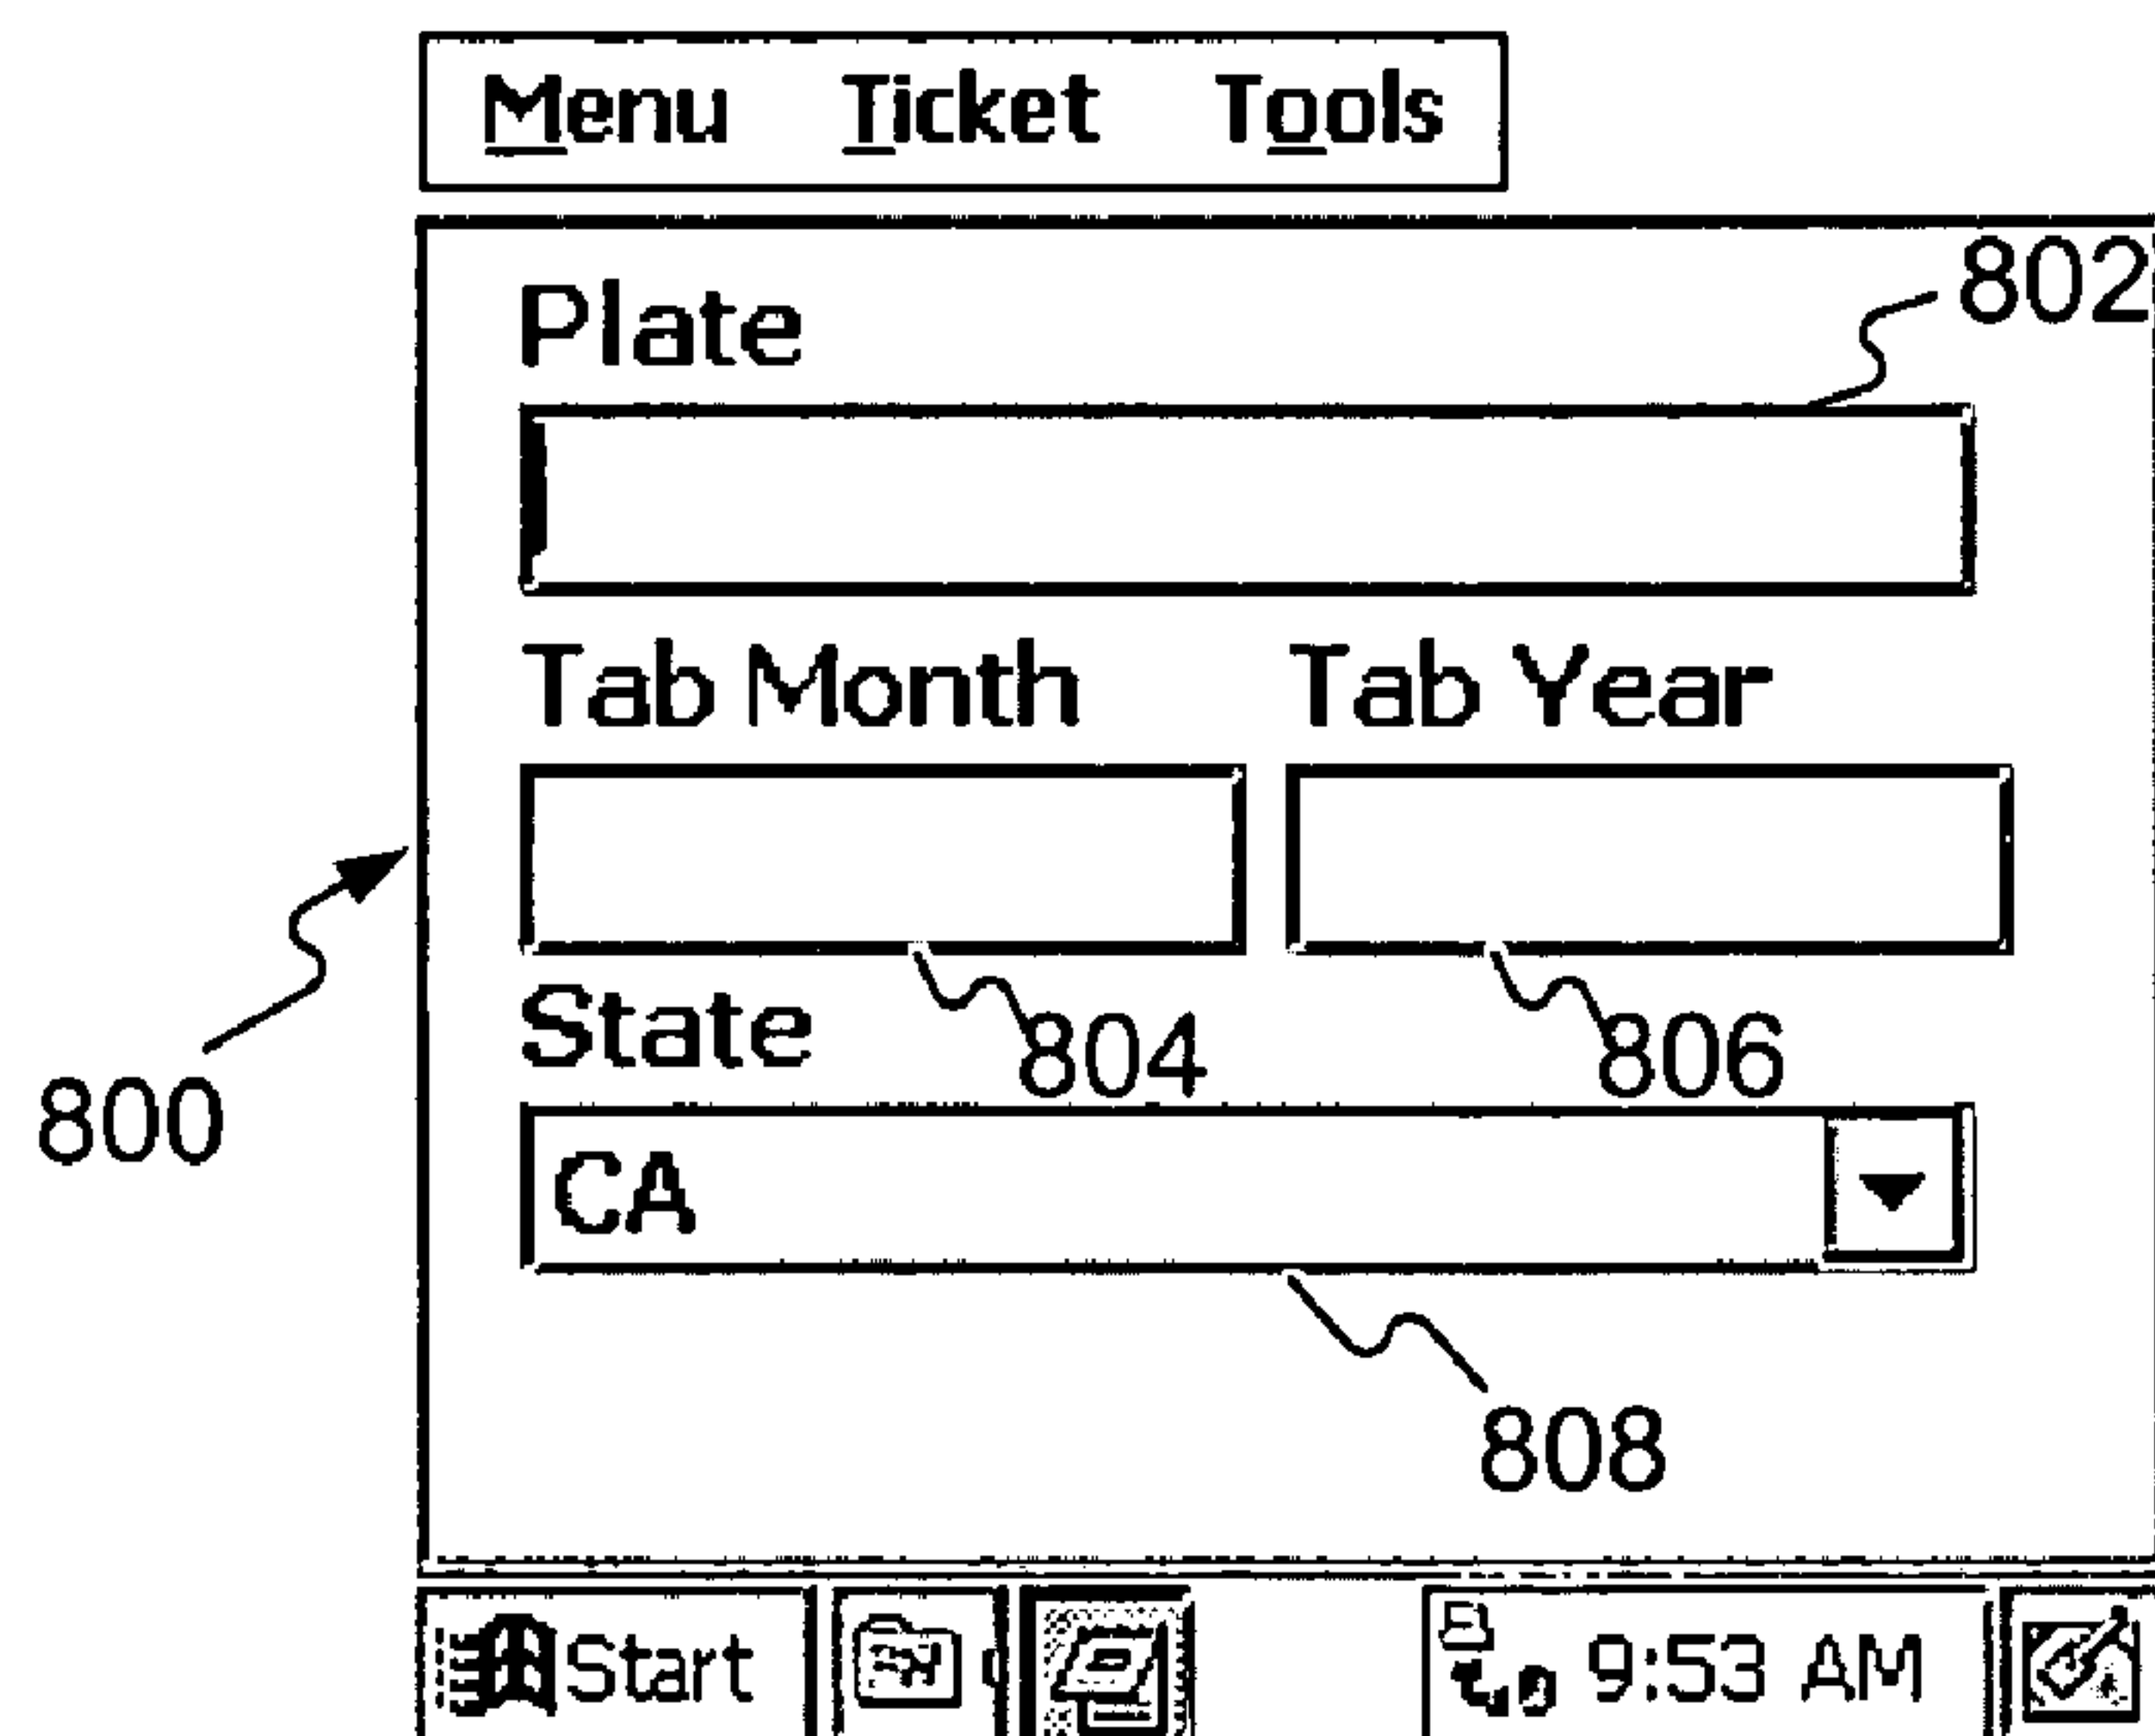 Menu Ticket Tools
802
Plate
Tab Month Tab Year
State 804 806
800
CA
808
Start 9:53 AM